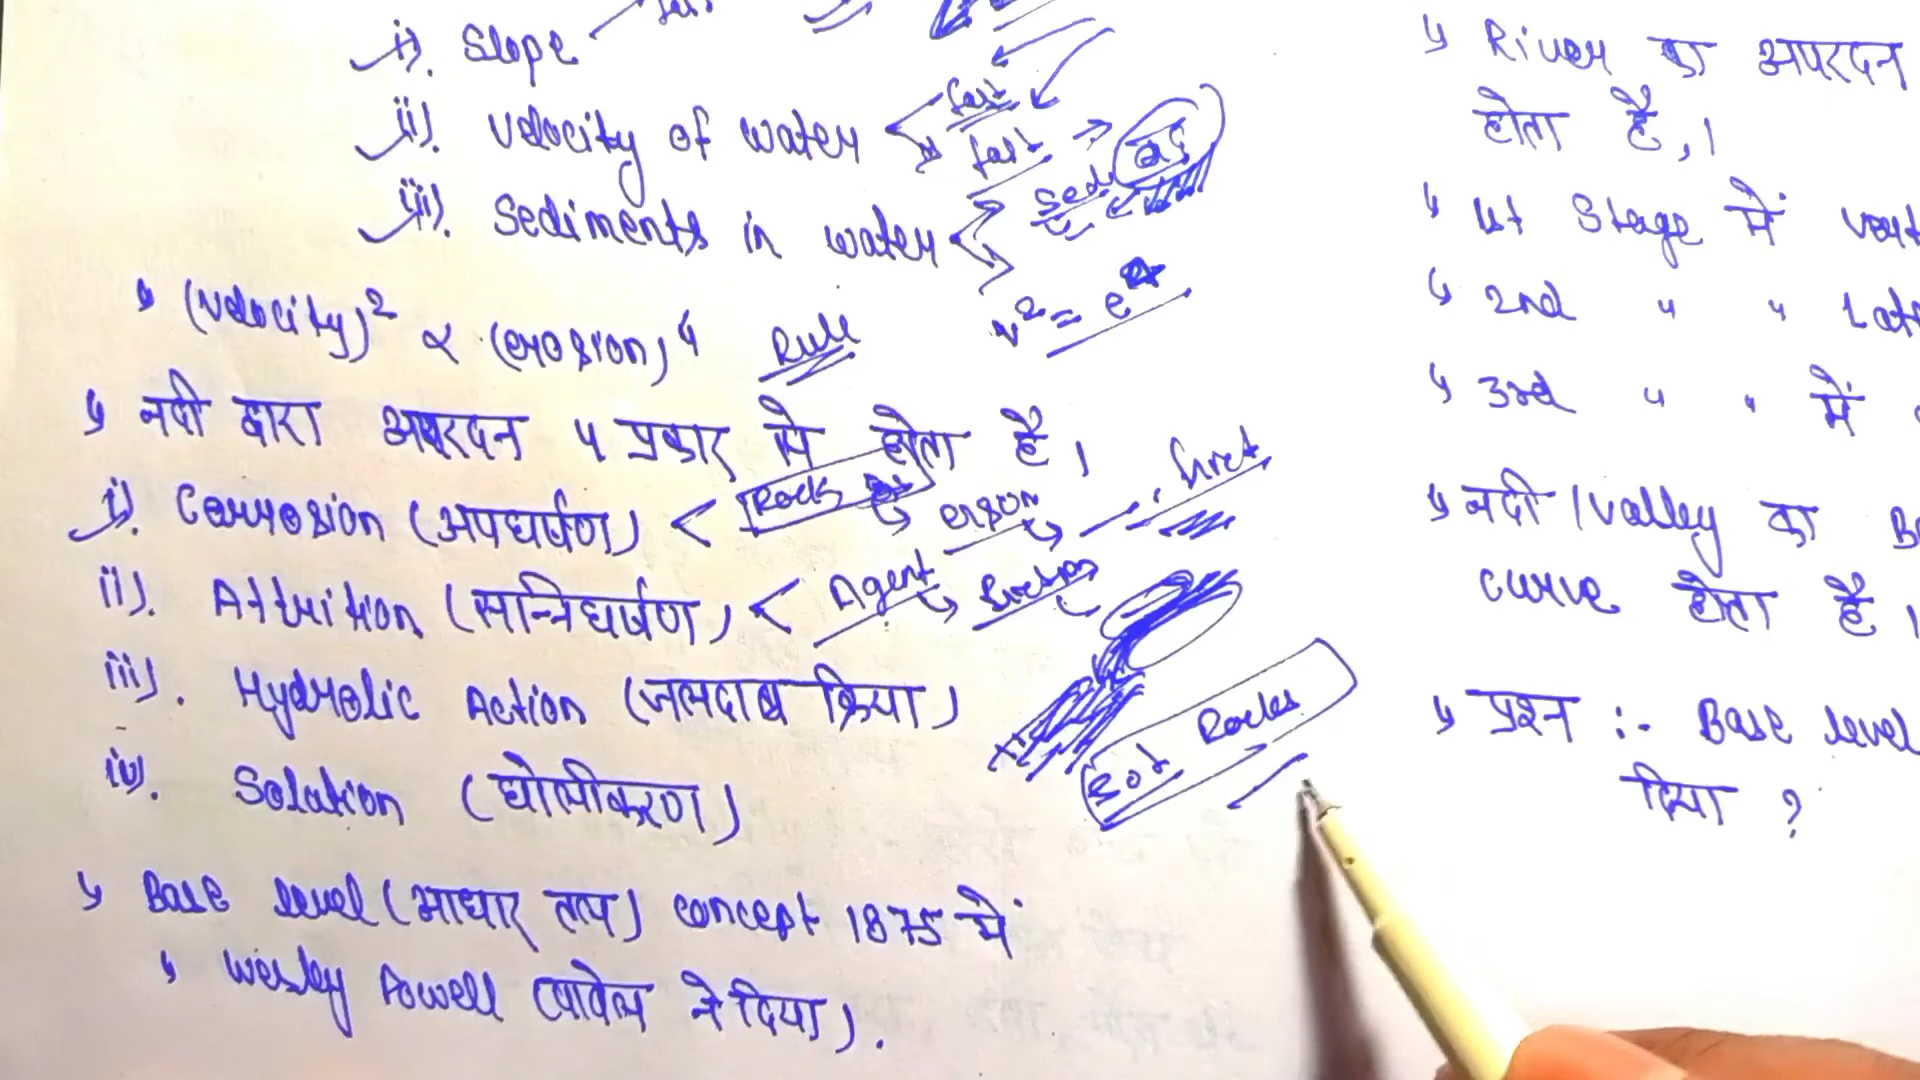 i). Slope
ii). Velocity of water < fast
fast →
iii). Sediments in water < Sedi
(Velocity)² ∝ (erosion)⁴ Rule v² = e⁴
नदी द्वारा अपरदन 4 प्रकार से होता है,
i). Corrosion (अपघर्षण) < Rocks
ii). Attrition (सन्निघर्षण) < Agent
iii). Hydrolic Action (जलदाब क्रिया)
Rocks
iv). Solution (घोलीकरण)
Base level (आधार तल) concept 1875 में
Wesley Powell (पावेल ने दिया).
River का अपरदन
होता है,।
1st Stage में
2nd " "
3rd " " में
नदी / Valley का
Curve होता है।
प्रश्न :- Base level
दिया ?